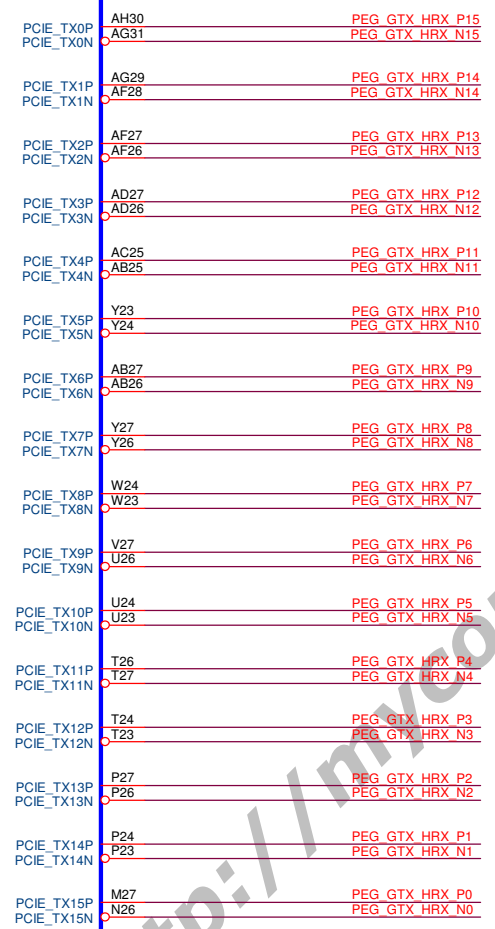 PCIE_TX0P AH30 PEG_GTX_HRX_P15
PCIE_TX0N AG31 PEG_GTX_HRX_N15
PCIE_TX1P AG29 PEG_GTX_HRX_P14
PCIE_TX1N AF28 PEG_GTX_HRX_N14
PCIE_TX2P AF27 PEG_GTX_HRX_P13
PCIE_TX2N AF26 PEG_GTX_HRX_N13
PCIE_TX3P AD27 PEG_GTX_HRX_P12
PCIE_TX3N AD26 PEG_GTX_HRX_N12
PCIE_TX4P AC25 PEG_GTX_HRX_P11
PCIE_TX4N AB25 PEG_GTX_HRX_N11
PCIE_TX5P Y23 PEG_GTX_HRX_P10
PCIE_TX5N Y24 PEG_GTX_HRX_N10
PCIE_TX6P AB27 PEG_GTX_HRX_P9
PCIE_TX6N AB26 PEG_GTX_HRX_N9
PCIE_TX7P Y27 PEG_GTX_HRX_P8
PCIE_TX7N Y26 PEG_GTX_HRX_N8
PCIE_TX8P W24 PEG_GTX_HRX_P7
PCIE_TX8N W23 PEG_GTX_HRX_N7
PCIE_TX9P V27 PEG_GTX_HRX_P6
PCIE_TX9N U26 PEG_GTX_HRX_N6
PCIE_TX10P U24 PEG_GTX_HRX_P5
PCIE_TX10N U23 PEG_GTX_HRX_N5
PCIE_TX11P T26 PEG_GTX_HRX_P4
PCIE_TX11N T27 PEG_GTX_HRX_N4
PCIE_TX12P T24 PEG_GTX_HRX_P3
PCIE_TX12N T23 PEG_GTX_HRX_N3
PCIE_TX13P P27 PEG_GTX_HRX_P2
PCIE_TX13N P26 PEG_GTX_HRX_N2
PCIE_TX14P P24 PEG_GTX_HRX_P1
PCIE_TX14N P23 PEG_GTX_HRX_N1
PCIE_TX15P M27 PEG_GTX_HRX_P0
PCIE_TX15N N26 PEG_GTX_HRX_N0
tp://myco